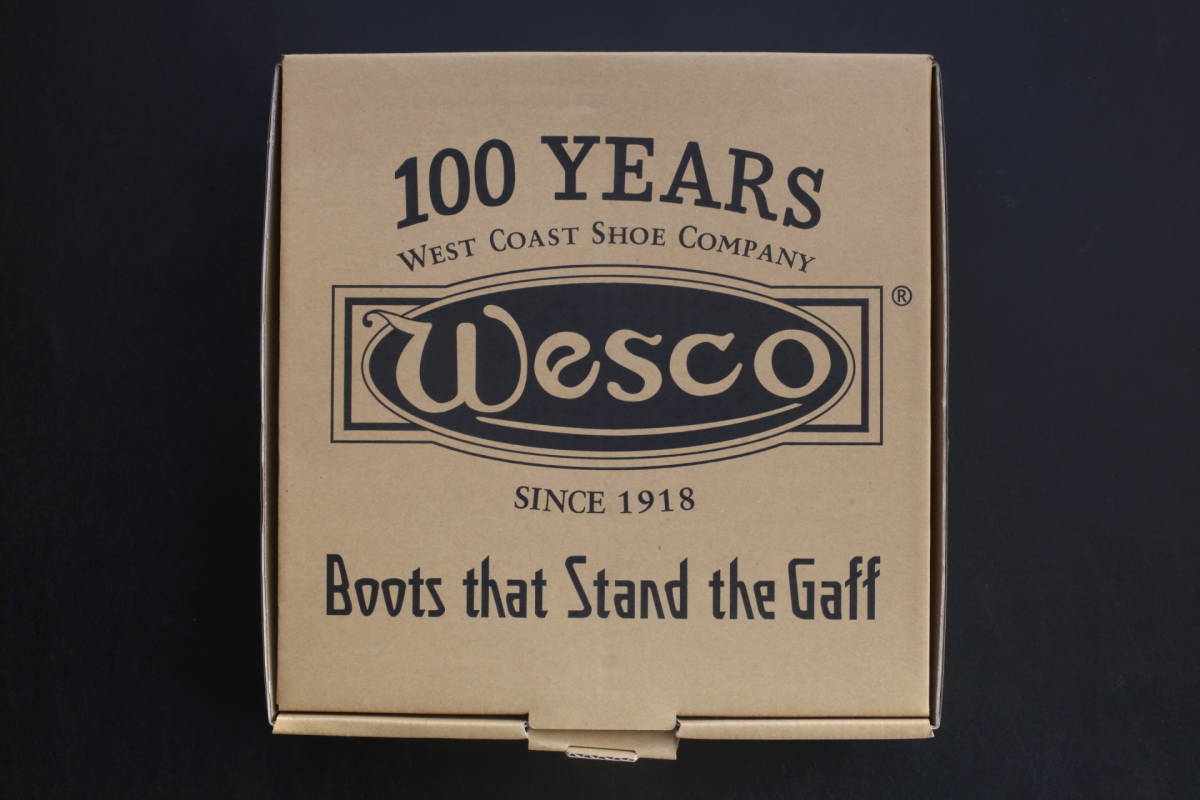 100 YEARS
WEST COAST SHOE COMPANY
Wesco ®
SINCE 1918
Boots that Stand the Gaff